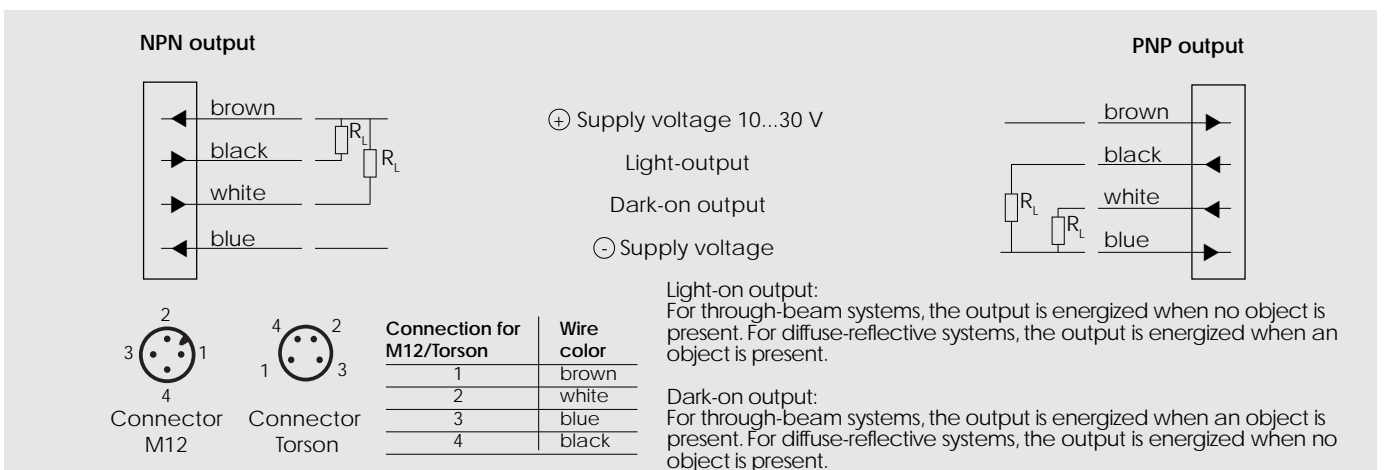 NPN output
PNP output
brown
black
white
blue
RL
RL
+ Supply voltage 10...30 V
Light-output
Dark-on output
- Supply voltage
brown
black
white
blue
RL
RL
2
3
1
4
Connector
M12
4
2
1
3
Connector
Torson
Connection for M12/Torson | Wire color
1 brown
2 white
3 blue
4 black
Light-on output:
For through-beam systems, the output is energized when no object is
present. For diffuse-reflective systems, the output is energized when an
object is present.
Dark-on output:
For through-beam systems, the output is energized when an object is
present. For diffuse-reflective systems, the output is energized when no
object is present.